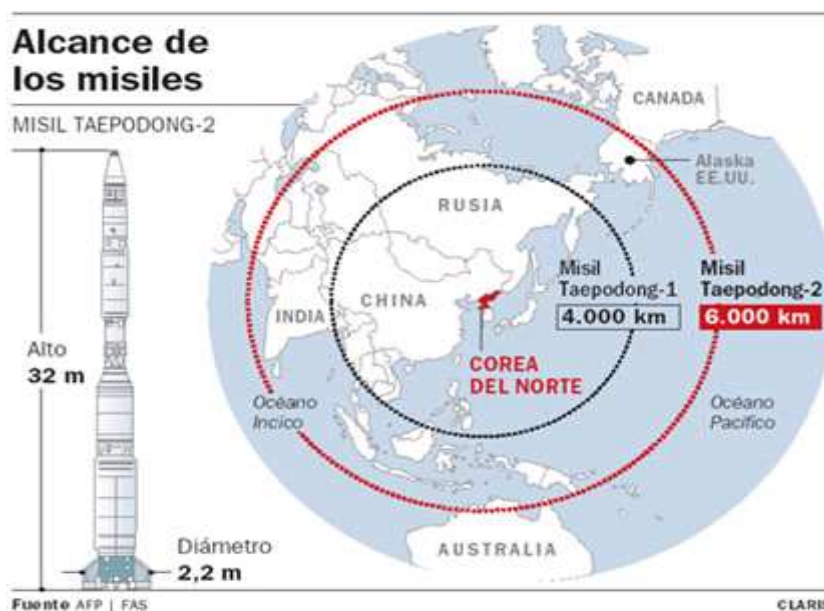 Alcance de
los misiles
MISIL TAEPODONG-2
Alto
32 m
Diámetro
2,2 m
CANADA
Alaska
EE.UU.
RUSIA
CHINA
INDIA
Misil
Taepodong-1
4.000 km
Misil
Taepodong-2
6.000 km
COREA
DEL NORTE
Océano
Incico
Océano
Pacífico
AUSTRALIA
Fuente AFP | FAS